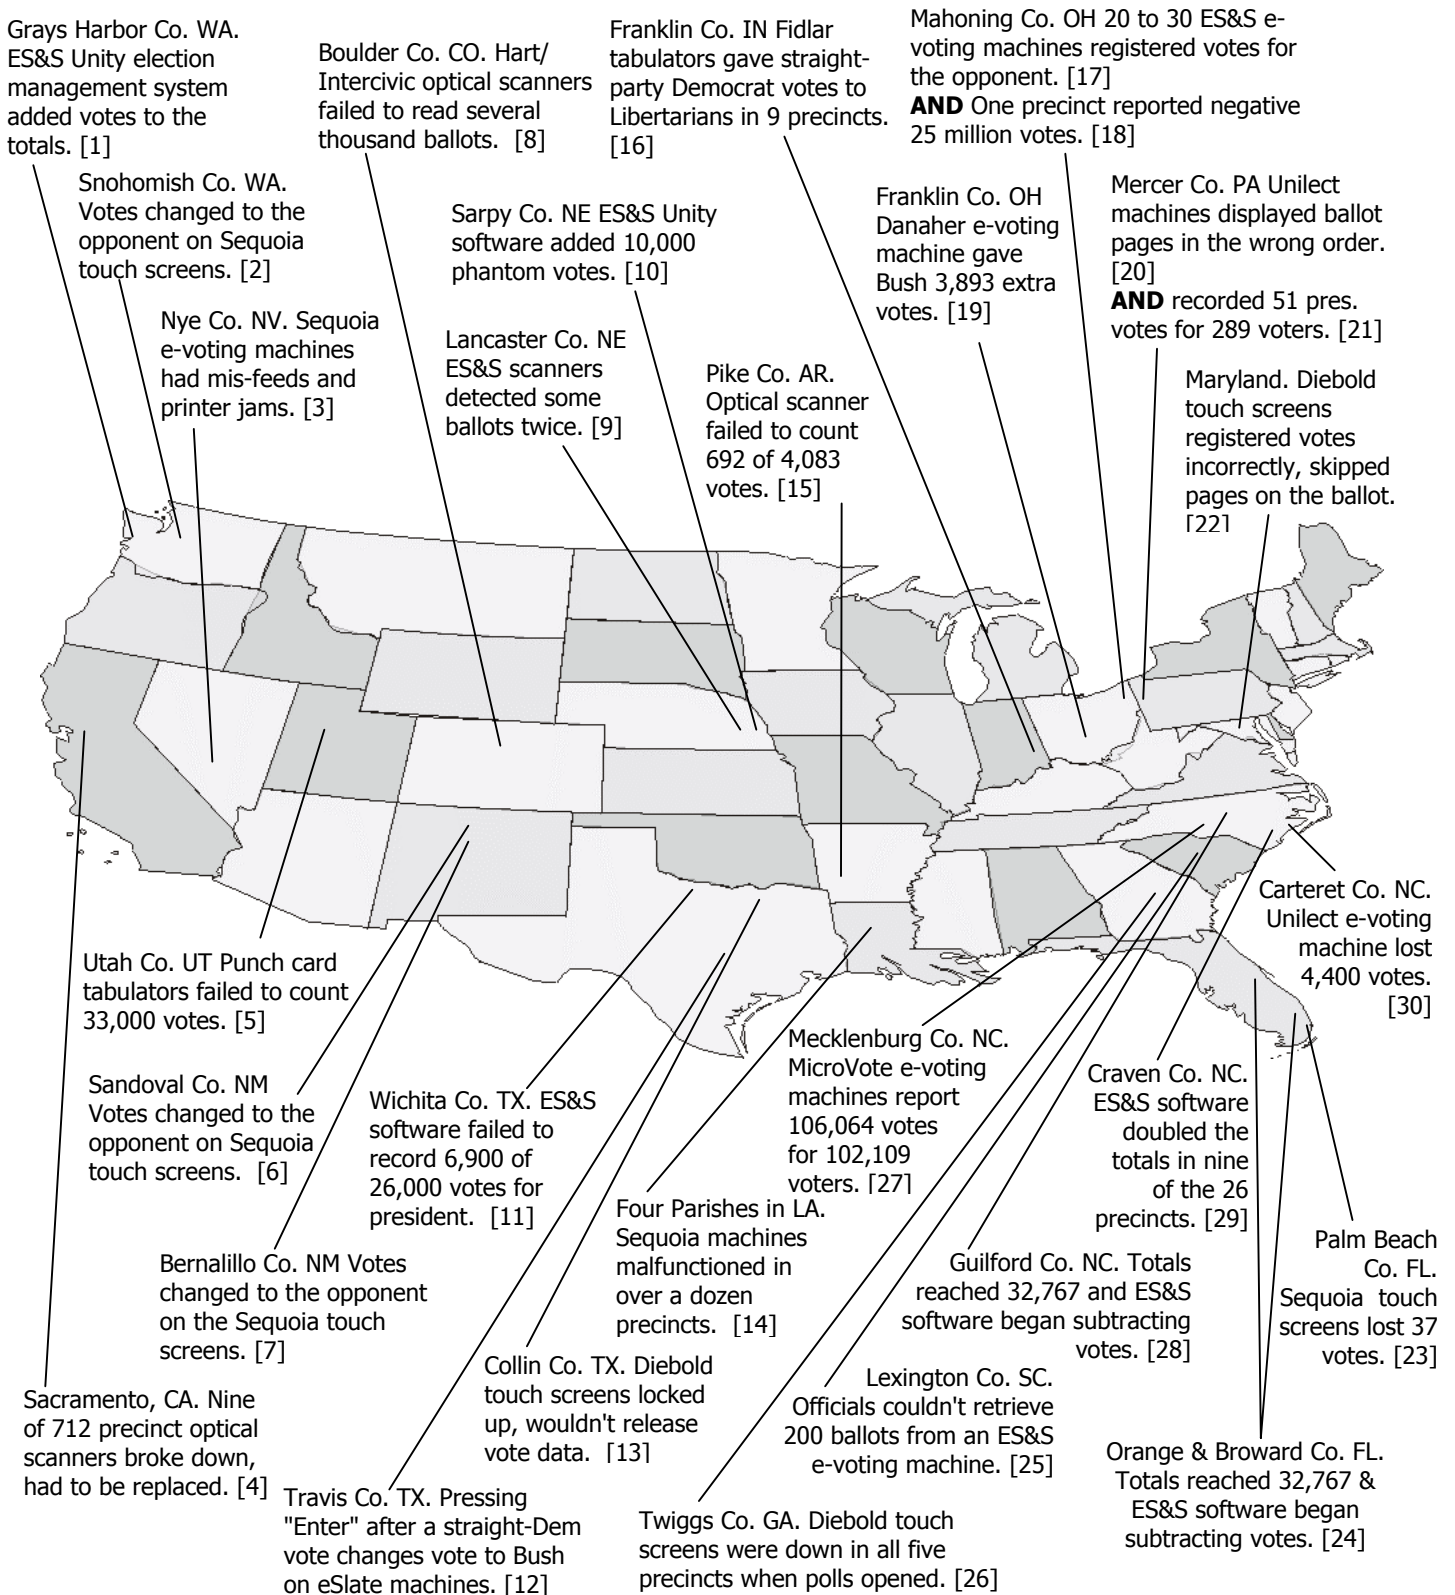 Grays Harbor Co. WA.
ES&S Unity election
management system
added votes to the
totals. [1]
Snohomish Co. WA.
Votes changed to the
opponent on Sequoia
touch screens. [2]
Nye Co. NV. Sequoia
e-voting machines
had mis-feeds and
printer jams. [3]
Boulder Co. CO. Hart/
Intercivic optical scanners
failed to read several
thousand ballots. [8]
Sarpy Co. NE ES&S Unity
software added 10,000
phantom votes. [10]
Lancaster Co. NE
ES&S scanners
detected some
ballots twice. [9]
Franklin Co. IN Fidlar
tabulators gave straight-
party Democrat votes to
Libertarians in 9 precincts.
[16]
Pike Co. AR.
Optical scanner
failed to count
692 of 4,083
votes. [15]
Mahoning Co. OH 20 to 30 ES&S e-
voting machines registered votes for
the opponent. [17]
AND One precinct reported negative
25 million votes. [18]
Franklin Co. OH
Danaher e-voting
machine gave
Bush 3,893 extra
votes. [19]
Mercer Co. PA Unilect
machines displayed ballot
pages in the wrong order.
[20]
AND recorded 51 pres.
votes for 289 voters. [21]
Maryland. Diebold
touch screens
registered votes
incorrectly, skipped
pages on the ballot.
[22]
Utah Co. UT Punch card
tabulators failed to count
33,000 votes. [5]
Sandoval Co. NM
Votes changed to the
opponent on Sequoia
touch screens. [6]
Bernalillo Co. NM Votes
changed to the opponent
on the Sequoia touch
screens. [7]
Sacramento, CA. Nine
of 712 precinct optical
scanners broke down,
had to be replaced. [4]
Wichita Co. TX. ES&S
software failed to
record 6,900 of
26,000 votes for
president. [11]
Travis Co. TX. Pressing
"Enter" after a straight-Dem
vote changes vote to Bush
on eSlate machines. [12]
Collin Co. TX. Diebold
touch screens locked
up, wouldn't release
vote data. [13]
Four Parishes in LA.
Sequoia machines
malfunctioned in
over a dozen
precincts. [14]
Mecklenburg Co. NC.
MicroVote e-voting
machines report
106,064 votes
for 102,109
voters. [27]
Twiggs Co. GA. Diebold touch
screens were down in all five
precincts when polls opened. [26]
Lexington Co. SC.
Officials couldn't retrieve
200 ballots from an ES&S
e-voting machine. [25]
Guilford Co. NC. Totals
reached 32,767 and ES&S
software began subtracting
votes. [28]
Craven Co. NC.
ES&S software
doubled the
totals in nine
of the 26
precincts. [29]
Carteret Co. NC.
Unilect e-voting
machine lost
4,400 votes.
[30]
Palm Beach
Co. FL.
Sequoia touch
screens lost 37
votes. [23]
Orange & Broward Co. FL.
Totals reached 32,767 &
ES&S software began
subtracting votes. [24]